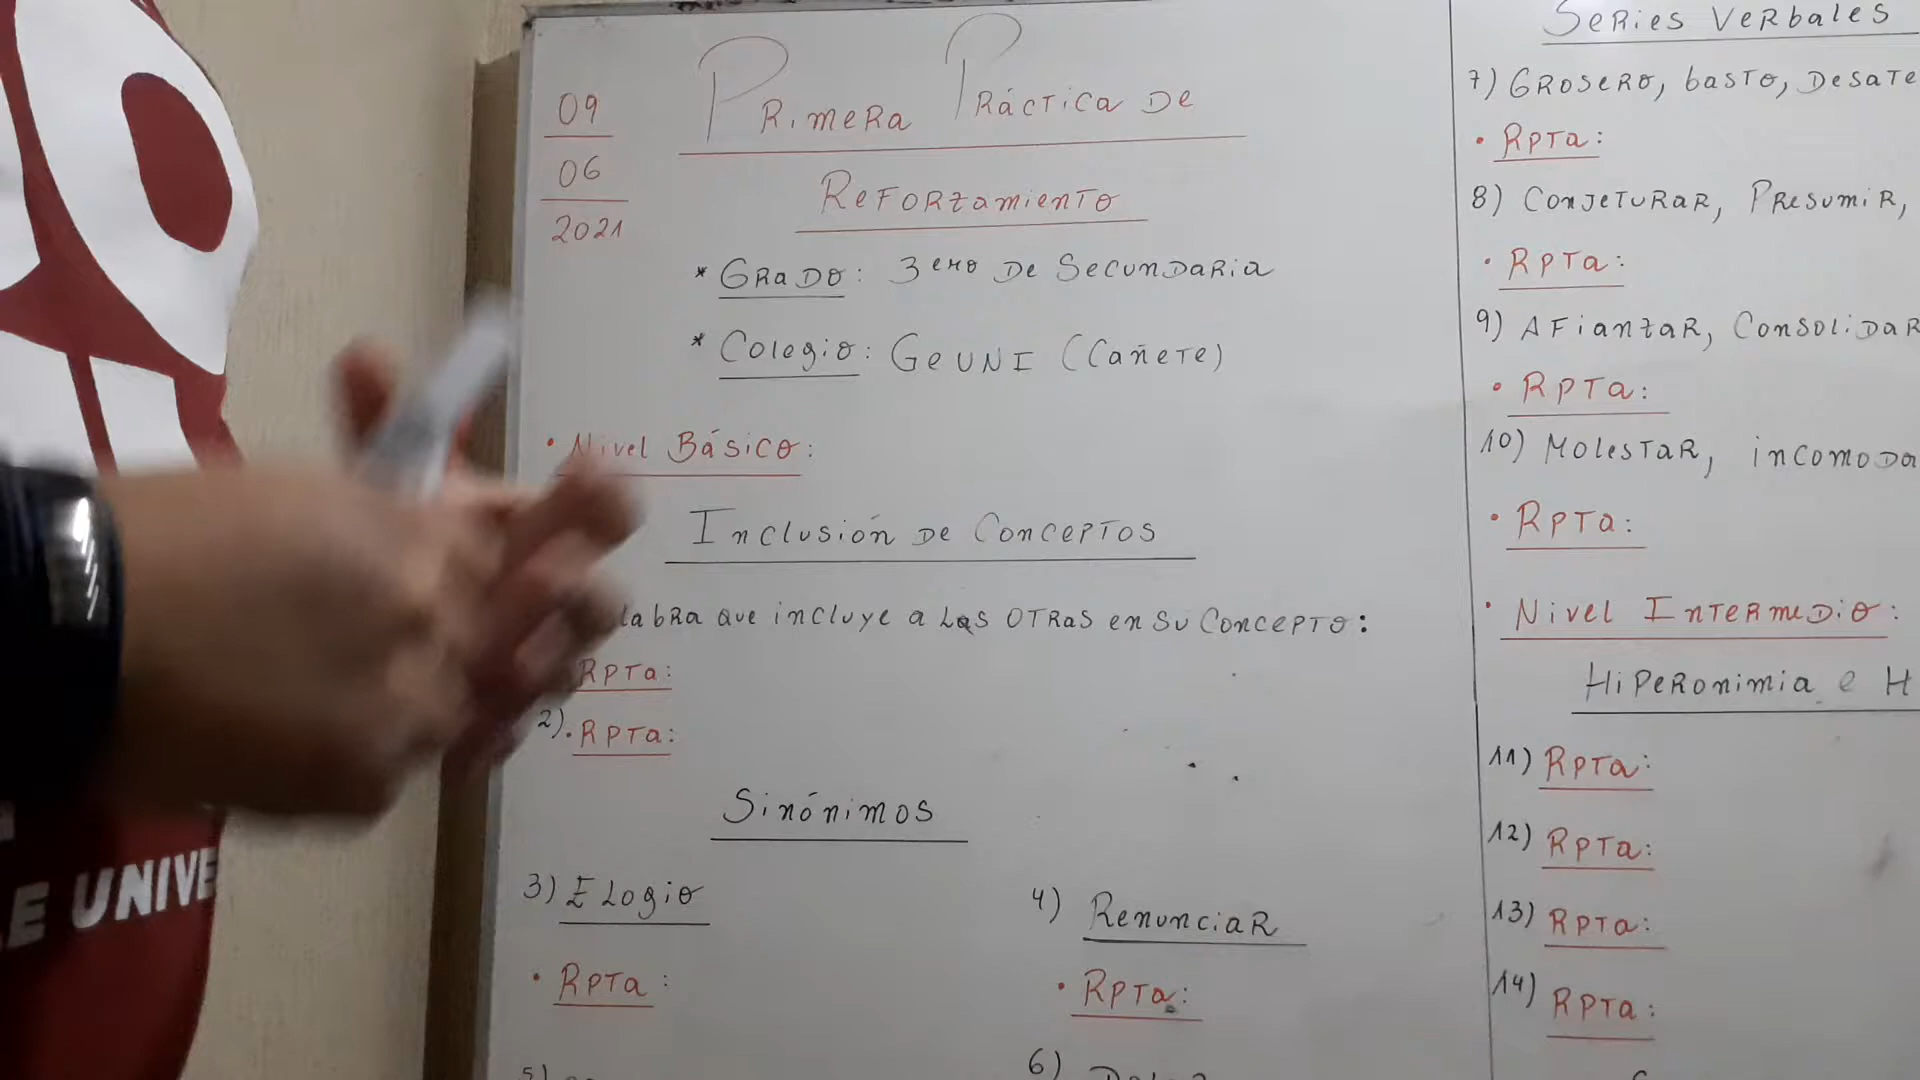 09
06
2021
Primera Práctica de
Reforzamiento
* Grado: 3ero de Secundaria
* Colegio: GeUNI (Cañete)
• Nivel Básico:
Inclusión de Conceptos
que incluye a Las otras en su Concepto:
Rpta:
2). Rpta:
Sinónimos
3) Elogio
• Rpta:
4) Renunciar
• Rpta:
5)
6)
Series Verbales
7) Grosero, basto, Desate
• Rpta:
8) Conjeturar, Presumir,
• Rpta:
9) Afianzar, Consolidar
• Rpta:
10) Molestar, incomoda
• Rpta:
• Nivel Intermedio:
Hiperonimia e H
11) Rpta:
12) Rpta:
13) Rpta:
14) Rpta:
E UNIVE